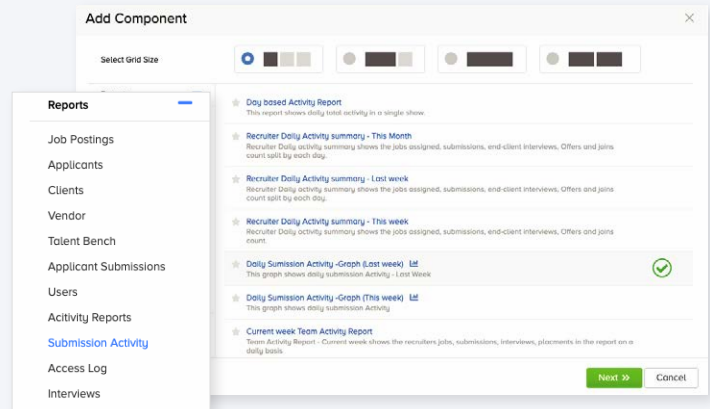 Add Component
Select Grid Size
Reports
Job Postings
Applicants
Clients
Vendor
Talent Bench
Applicant Submissions
Users
Acitivity Reports
Submission Activity
Access Log
Interviews
Day based Activity Report
This report shows daily total activity in a single show.
Recruiter Daily Activity summary - This Month
Recruiter Daily activity summary shows the jobs assigned, submissions, end-client interviews, Offers and joins
count split by each day.
Recruiter Daily Activity summary - Last week
Recruiter Daily activity summary shows the jobs assigned, submissions, end-client interviews, Offers and joins
count split by each day.
Recruiter Daily Activity summary - This week
Recruiter Daily activity summary shows the jobs assigned, submissions, end-client interviews, Offers and joins
count
Daily Sumission Activity -Graph (Last week)
This graph shows daily submission Activity - Last Week
Daily Sumission Activity -Graph (This week)
This graph shows daily submission Activity
Current week Team Activity Report
Team Activity Report - Current week shows the recruiters jobs, submissions, interviews, placments in the report on a
daily basis
Next »
Cancel